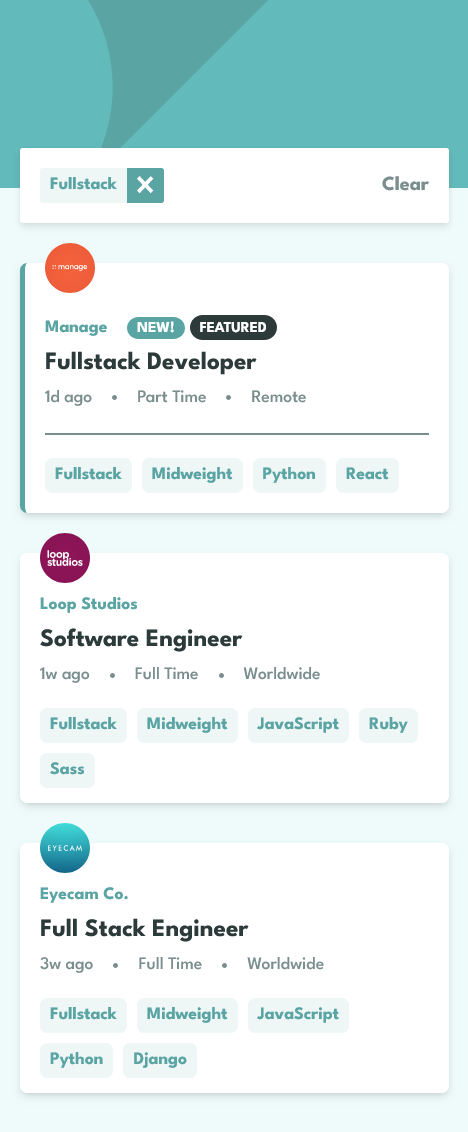 Fullstack Clear
manage
Manage NEW! FEATURED
Fullstack Developer
1d ago • Part Time • Remote
Fullstack Midweight Python React
loop
studios
Loop Studios
Software Engineer
1w ago • Full Time • Worldwide
Fullstack Midweight JavaScript Ruby
Sass
EYECAM
Eyecam Co.
Full Stack Engineer
3w ago • Full Time • Worldwide
Fullstack Midweight JavaScript
Python Django